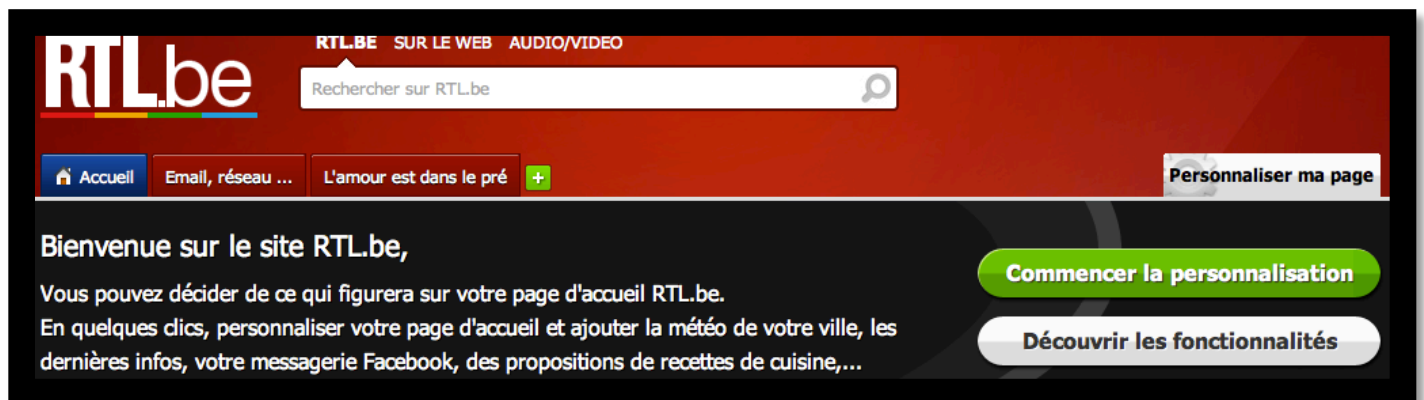 RTL.be
RTL.BE SUR LE WEB AUDIO/VIDEO
Rechercher sur RTL.be
Accueil
Email, réseau ...
L'amour est dans le pré
+
Personnaliser ma page
Bienvenue sur le site RTL.be,
Vous pouvez décider de ce qui figurera sur votre page d'accueil RTL.be.
En quelques clics, personnaliser votre page d'accueil et ajouter la météo de votre ville, les
dernières infos, votre messagerie Facebook, des propositions de recettes de cuisine,...
Commencer la personnalisation
Découvrir les fonctionnalités